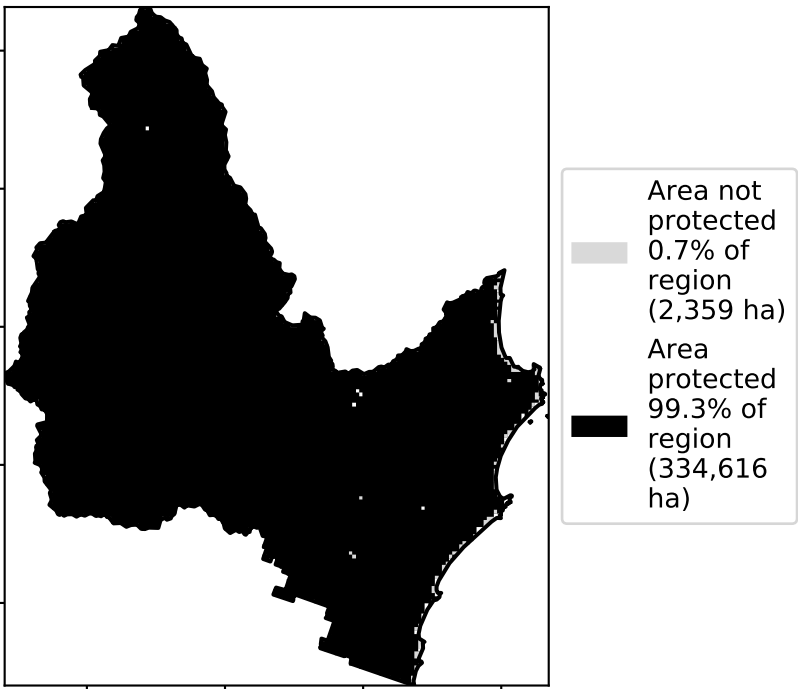 Area not
protected
0.7% of
region
(2,359 ha)
Area
protected
99.3% of
region
(334,616
ha)